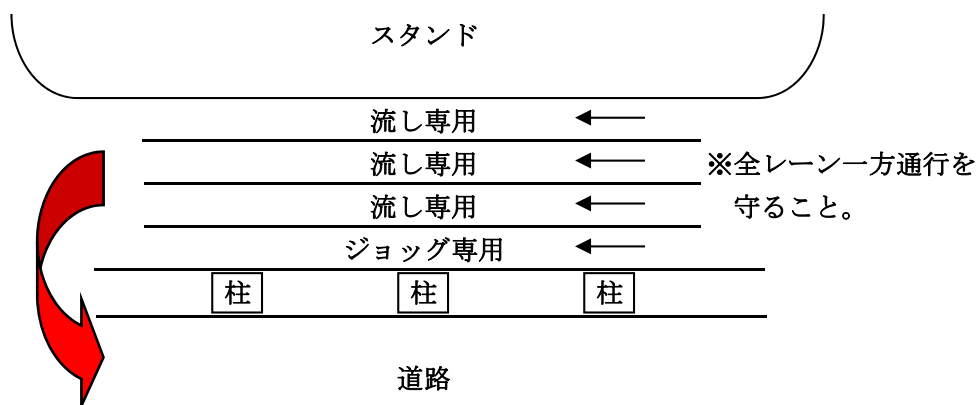 スタンド
流し専用
流し専用
※全レーン一方通行を
流し専用
守ること。
ジョッグ専用
柱 柱 柱
道路